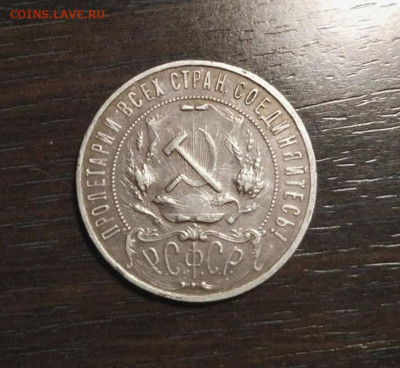 COINS.LAVE.RU
ПРОЛЕТАРИИ ВСЕХ СТРАН, СОЕДИНЯЙТЕСЬ!
Р.С.Ф.С.Р.